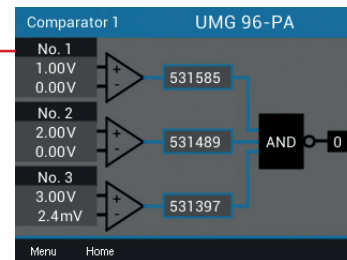 Comparator 1 UMG 96-PA
No. 1
1.00V
0.00V
+
-
531585
No. 2
2.00V
0.00V
+
-
531489
AND 0
No. 3
3.00V
2.4mV
+
-
531397
Menu Home